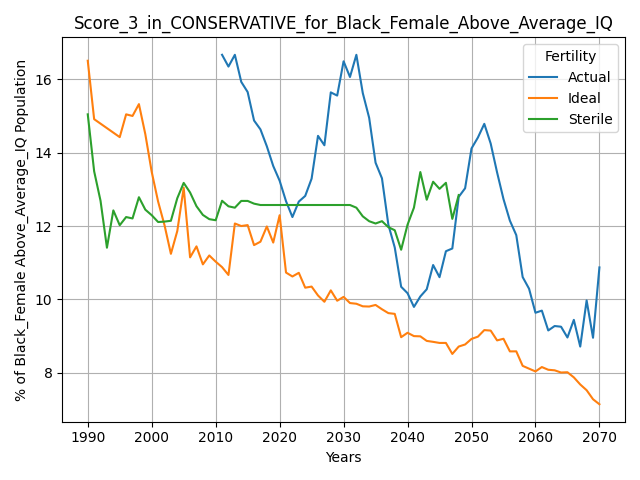 Score_3_in_CONSERVATIVE_for_Black_Female_Above_Average_IQ
Fertility
Actual
Ideal
Sterile
% of Black_Female Above_Average_IQ Population
16
14
12
10
8
1990 2000 2010 2020 2030 2040 2050 2060 2070
Years